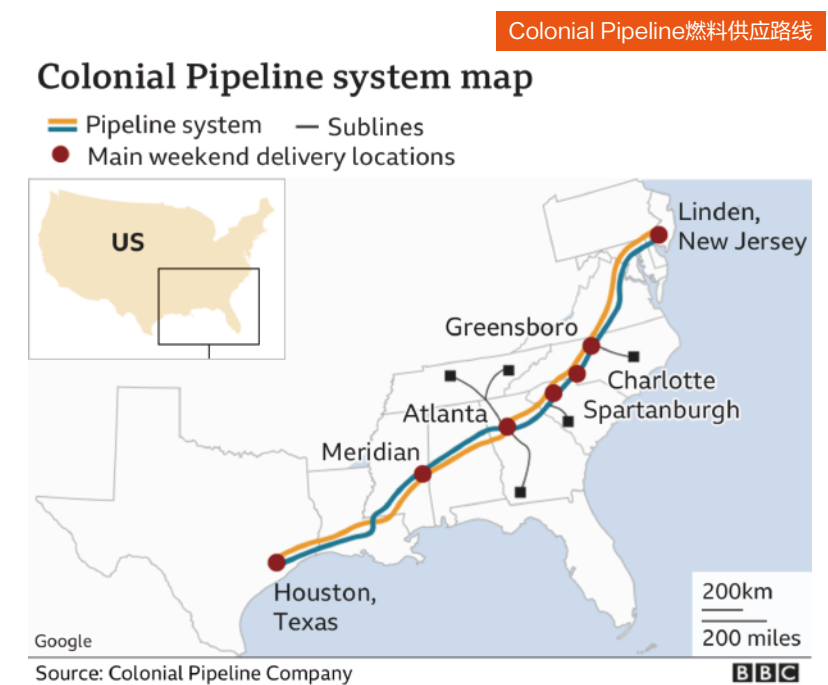 Colonial Pipeline燃料供应路线
Colonial Pipeline system map
Pipeline system
Sublines
Main weekend delivery locations
US
Linden,
New Jersey
Greensboro
Charlotte
Spartanburgh
Atlanta
Meridian
Houston,
Texas
200km
200 miles
Google
Source: Colonial Pipeline Company
BBC